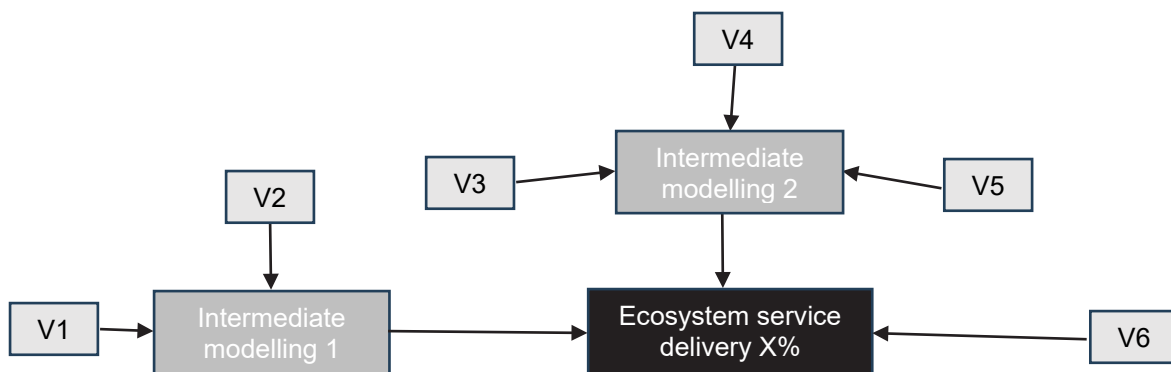 V4
Intermediate
modelling 2
V3
V5
V2
V1
Intermediate
modelling 1
Ecosystem service
delivery X%
V6